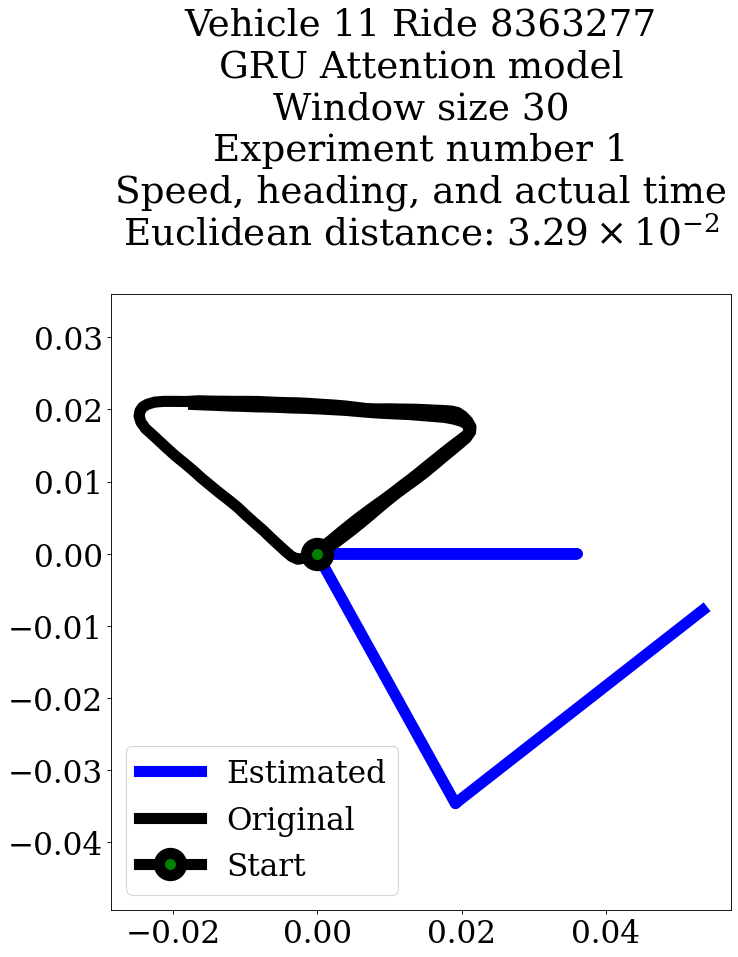 Vehicle 11 Ride 8363277
GRU Attention model
Window size 30
Experiment number 1
Speed, heading, and actual time
Euclidean distance: 3.29 × 10⁻²
0.03
0.02
0.01
0.00
−0.01
−0.02
−0.03
−0.04
Estimated
Original
Start
−0.02 0.00 0.02 0.04